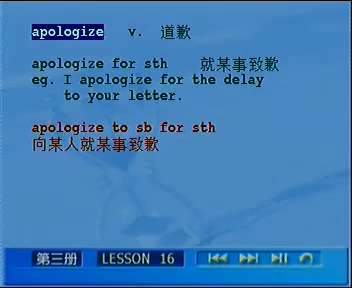 apologize v. 道歉
apologize for sth 就某事致歉
eg. I apologize for the delay
to your letter.
apologize to sb for sth
向某人就某事致歉
第三册 LESSON 16